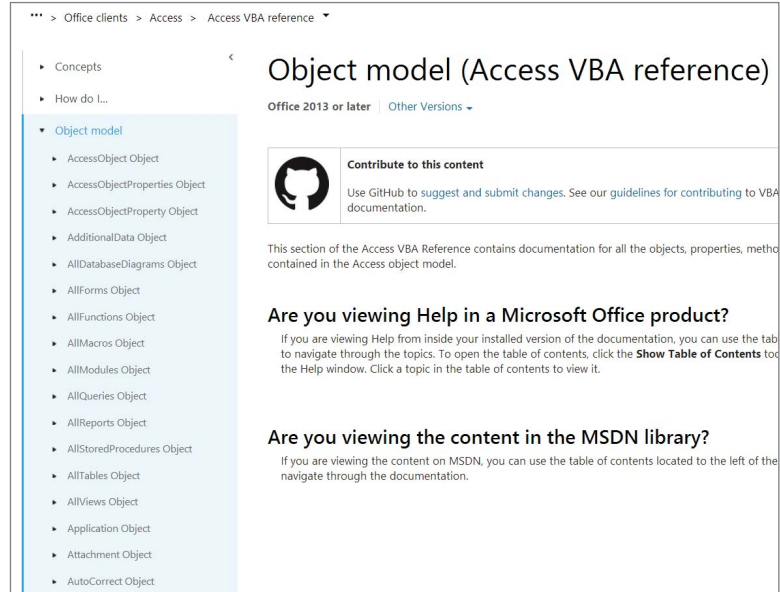 ••• > Office clients > Access > Access VBA reference
Concepts
How do I...
Object model
AccessObject Object
AccessObjectProperties Object
AccessObjectProperty Object
AdditionalData Object
AllDatabaseDiagrams Object
AllForms Object
AllFunctions Object
AllMacros Object
AllModules Object
AllQueries Object
AllReports Object
AllStoredProcedures Object
AllTables Object
AllViews Object
Application Object
Attachment Object
AutoCorrect Object
Object model (Access VBA reference)
Office 2013 or later | Other Versions
Contribute to this content
Use GitHub to suggest and submit changes. See our guidelines for contributing to VBA
documentation.
This section of the Access VBA Reference contains documentation for all the objects, properties, metho
contained in the Access object model.
Are you viewing Help in a Microsoft Office product?
If you are viewing Help from inside your installed version of the documentation, you can use the tab
to navigate through the topics. To open the table of contents, click the Show Table of Contents too
the Help window. Click a topic in the table of contents to view it.
Are you viewing the content in the MSDN library?
If you are viewing the content on MSDN, you can use the table of contents located to the left of the
navigate through the documentation.